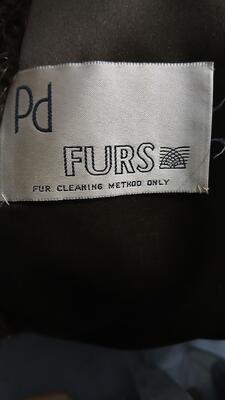 Pd
FURS
FUR CLEANING METHOD ONLY